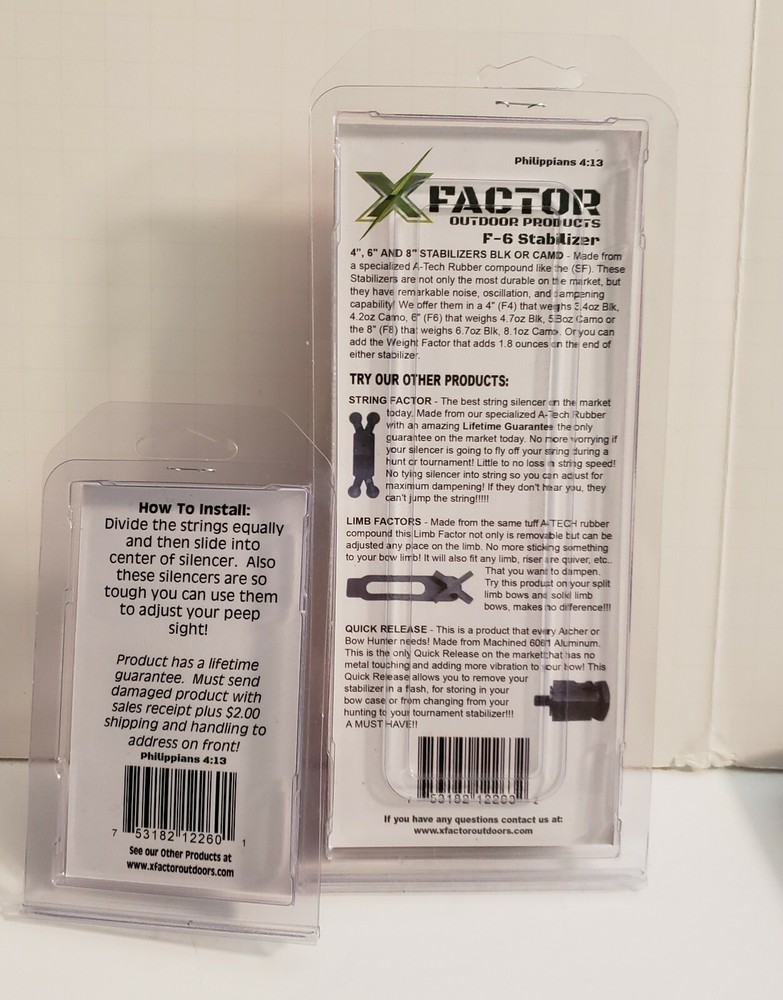 How To Install:
Divide the strings equally
and then slide into
center of silencer. Also
these silencers are so
tough you can use them
to adjust your peep
sight!
Product has a lifetime
guarantee. Must send
damaged product with
sales receipt plus $2.00
shipping and handling to
address on front!
Philippians 4:13
7 53182 12260 1
See our Other Products at
www.xfactoroutdoors.com
Philippians 4:13
XFACTOR
OUTDOOR PRODUCTS
F-6 Stabilizer
4", 6" AND 8" STABILIZERS BLK OR CAMO - Made from
a specialized A-Tech Rubber compound like the (SF). These
Stabilizers are not only the most durable on the market, but
they have remarkable noise, oscillation, and dampening
capability! We offer them in a 4" (F4) that weighs 3.4oz Blk,
4.2oz Camo, 6" (F6) that weighs 4.7oz Blk, 5.8oz Camo or
the 8" (F8) that weighs 6.7oz Blk, 8.1oz Camo. Or you can
add the Weight Factor that adds 1.8 ounces on the end of
either stabilizer.
TRY OUR OTHER PRODUCTS:
STRING FACTOR - The best string silencer on the market
today. Made from our specialized A-Tech Rubber
with an amazing Lifetime Guarantee the only
guarantee on the market today. No more worrying if
your silencer is going to fly off your string during a
hunt or tournament! Little to no loss in string speed!
No tying silencer into string so you can adjust for
maximum dampening! If they don't hear you, they
can't jump the string!!!!!
LIMB FACTORS - Made from the same tuff A-TECH rubber
compound this Limb Factor not only is removable but can be
adjusted any place on the limb. No more sticking something
to your bow limb! It will also fit any limb, riser are quiver, etc..
That you want to dampen.
Try this product on your split
limb bows and solid limb
bows, makes no difference!!!
QUICK RELEASE - This is a product that every Archer or
Bow Hunter needs! Made from Machined 6061 Aluminum.
This is the only Quick Release on the market that has no
metal touching and adding more vibration to your bow! This
Quick Release allows you to remove your
stabilizer in a flash, for storing in your
bow case or from changing from your
hunting to your tournament stabilizer!!!
A MUST HAVE!!
53182 2
If you have any questions contact us at:
www.xfactoroutdoors.com